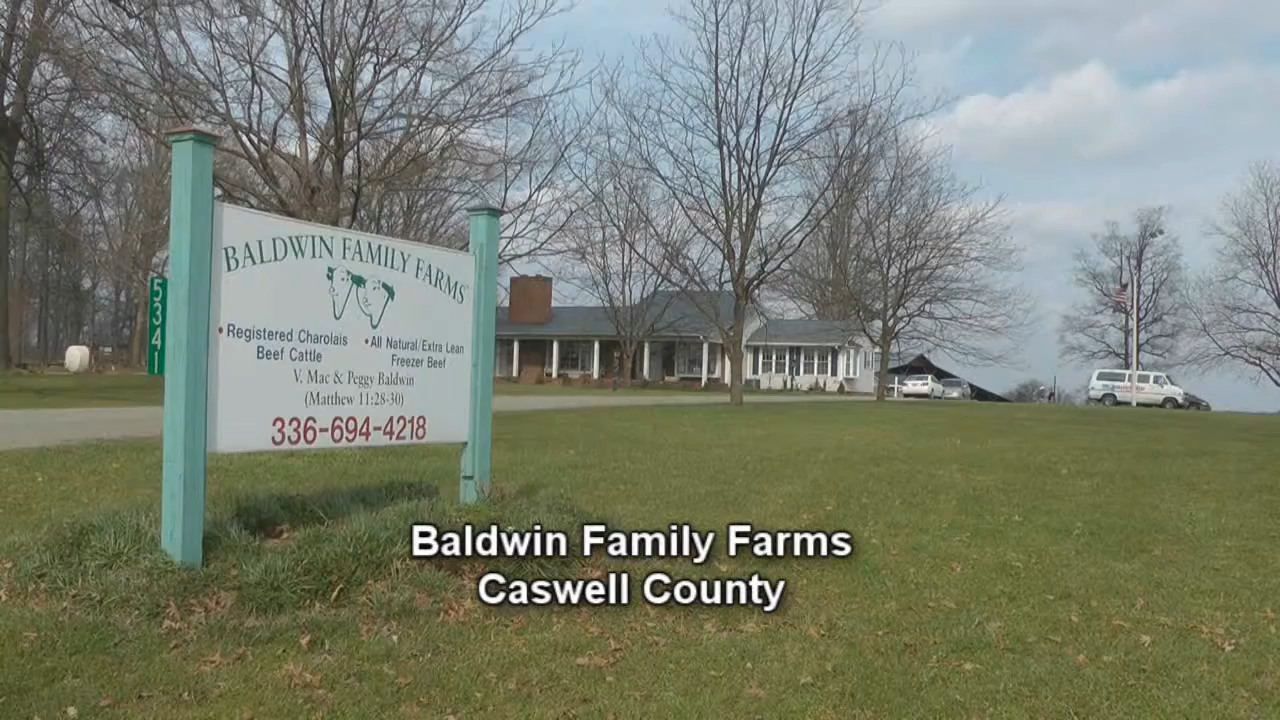 BALDWIN FAMILY FARMS
• Registered Charolais
Beef Cattle
• All Natural/Extra Lean
Freezer Beef
V. Mac & Peggy Baldwin
(Matthew 11:28-30)
336-694-4218
5341
Baldwin Family Farms
Caswell County